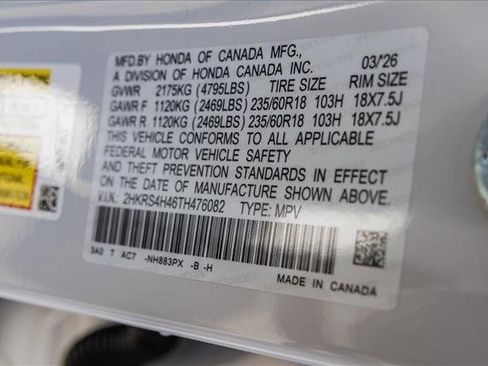 MFD.BY HONDA OF CANADA MFG., 03/26
A DIVISION OF HONDA CANADA INC.
GVWR 2175KG (4795LBS) TIRE SIZE RIM SIZE
GAWR F 1120KG (2469LBS) 235/60R18 103H 18X7.5J
GAWR R 1120KG (2469LBS) 235/60R18 103H 18X7.5J
THIS VEHICLE CONFORMS TO ALL APPLICABLE
FEDERAL MOTOR VEHICLE SAFETY
AND THEFT PREVENTION STANDARDS IN EFFECT
ON THE DATE OF MANUFACTURE SHOWN ABOVE.
V.I.N.: 2HKRS4H46TH476082 TYPE: MPV
3A0 T AC7 -NH883PX -B -H
MADE IN CANADA